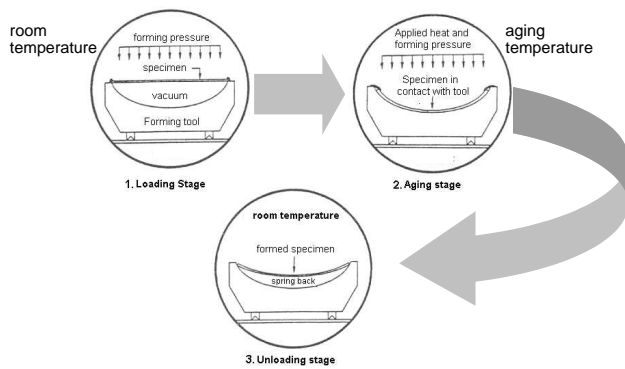 room
temperature
forming pressure
specimen
vacuum
Forming tool
1. Loading Stage
Applied heat and
forming pressure
Specimen in
contact with tool
2. Aging stage
aging
temperature
room temperature
formed specimen
spring back
3. Unloading stage